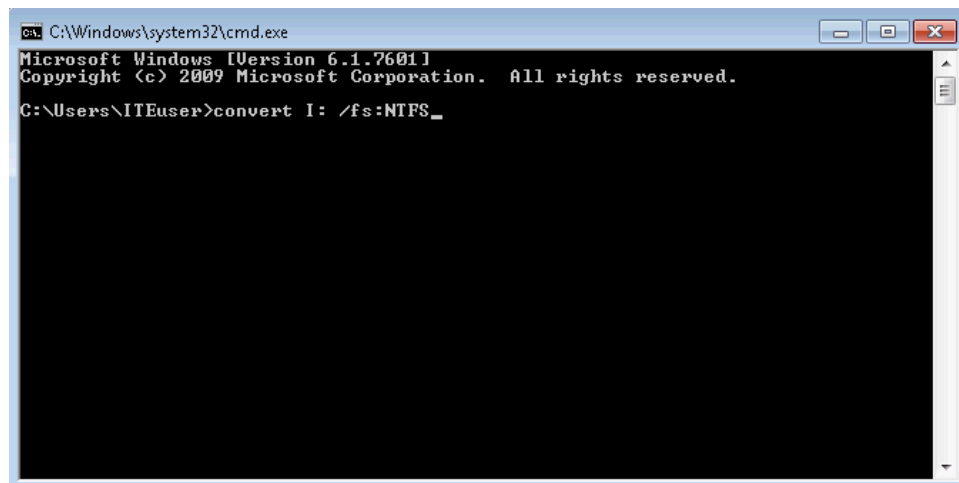 C:\Windows\system32\cmd.exe
Microsoft Windows [Version 6.1.7601]
Copyright (c) 2009 Microsoft Corporation.  All rights reserved.
C:\Users\ITEuser>convert I: /fs:NTFS_